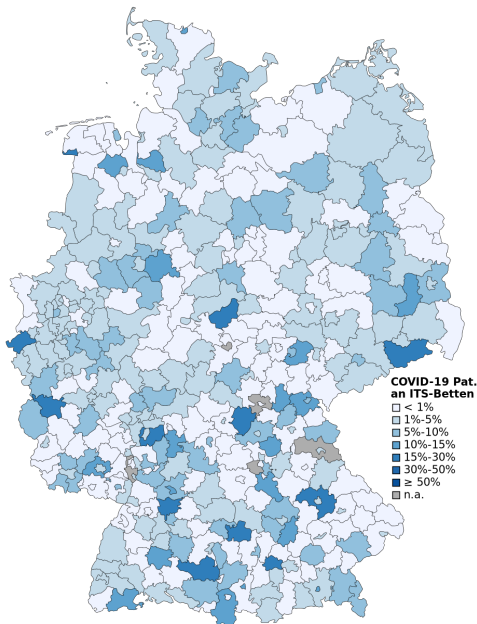 COVID-19 Pat.
an ITS-Betten
< 1%
1%-5%
5%-10%
10%-15%
15%-30%
30%-50%
≥ 50%
n.a.